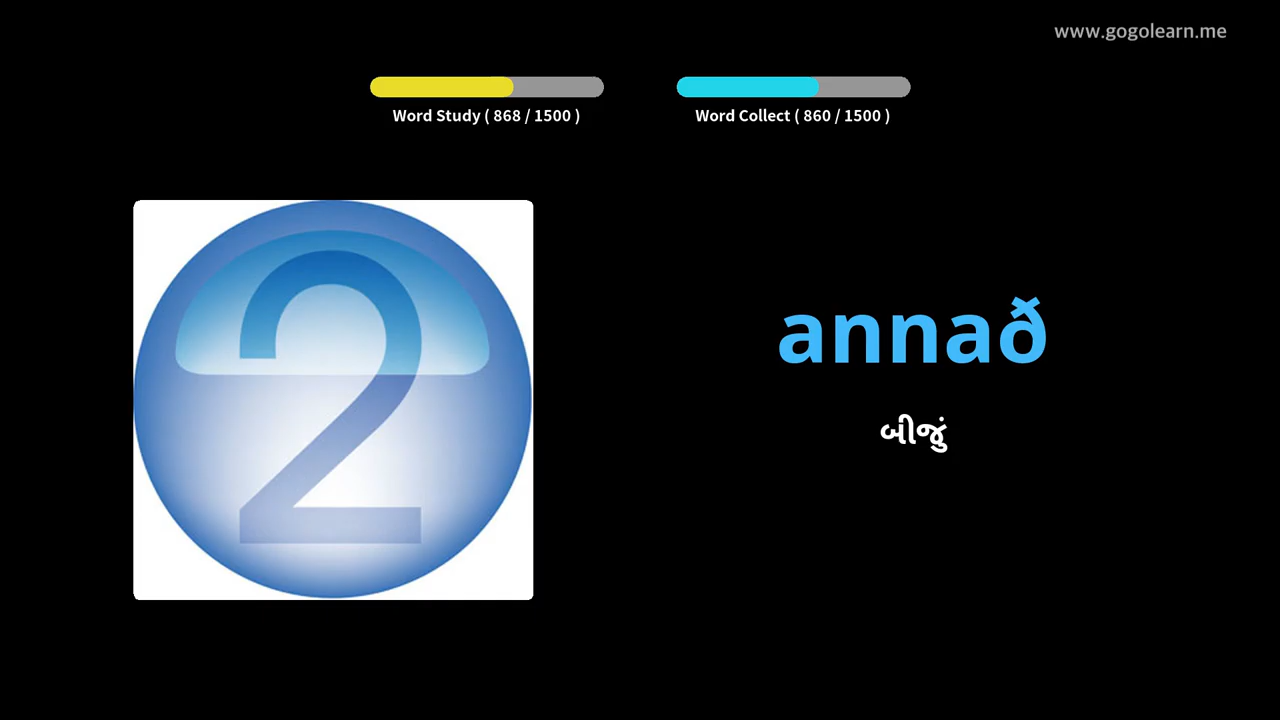 www.gogolearn.me
Word Study ( 868 / 1500 )
Word Collect ( 860 / 1500 )
2
annað
બીજું